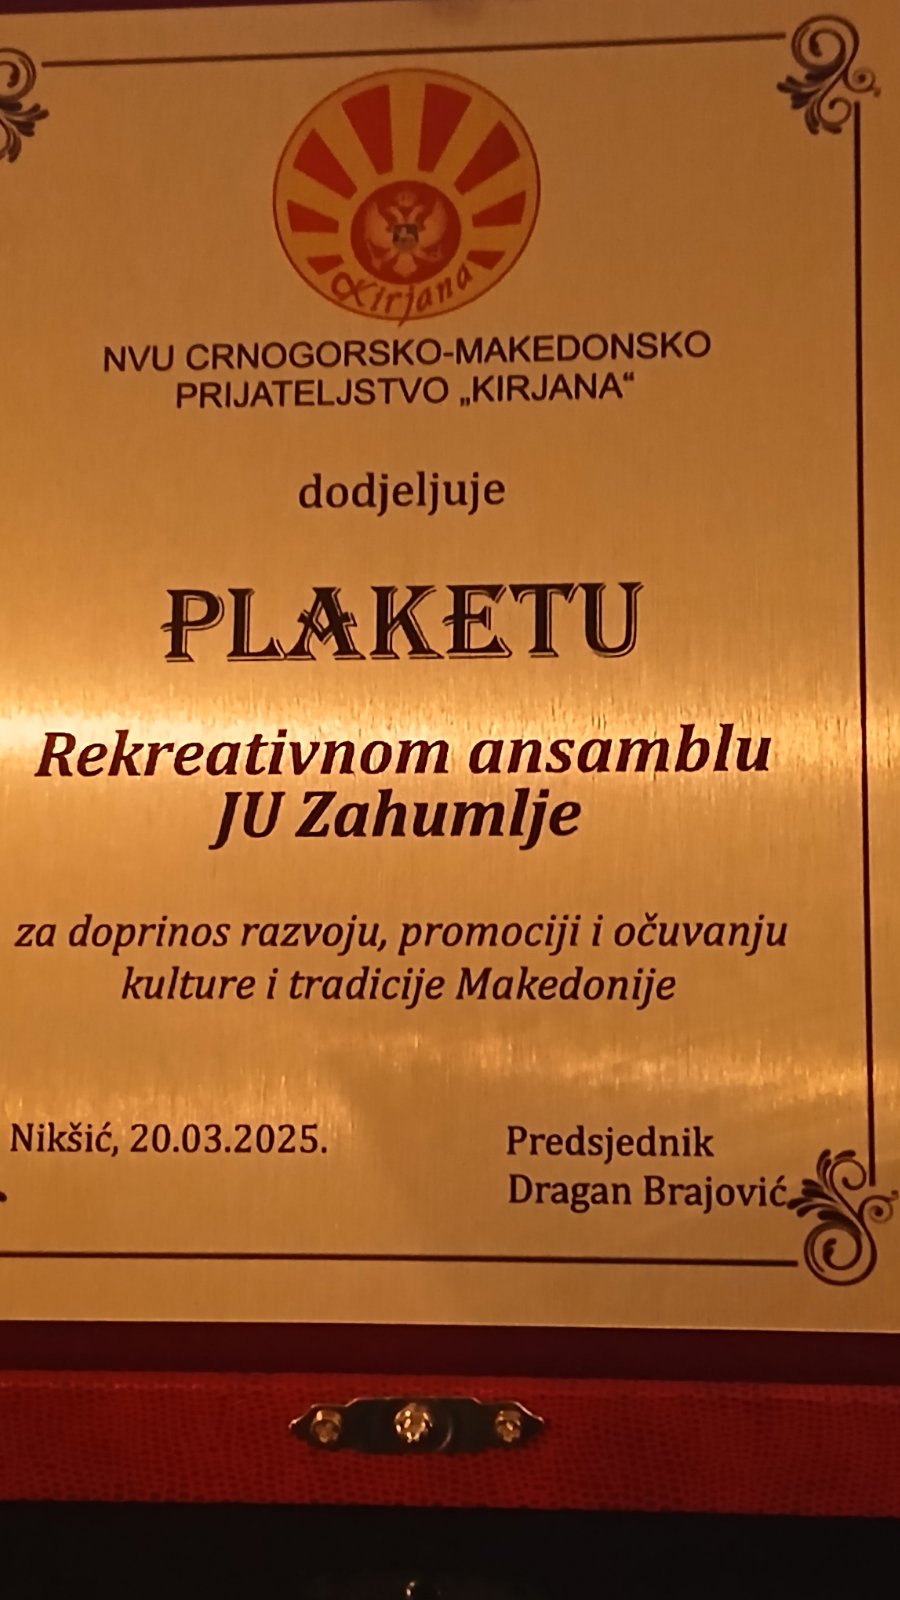 Kirjana
NVU CRNOGORSKO-MAKEDONSKO
PRIJATELJSTVO „KIRJANA“
dodjeljuje
PLAKETU
Rekreativnom ansamblu
JU Zahumlje
za doprinos razvoju, promociji i očuvanju
kulture i tradicije Makedonije
Nikšić, 20.03.2025.
Predsjednik
Dragan Brajović